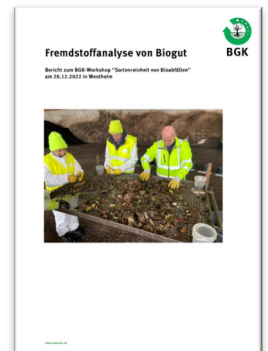 BGK
Fremdstoffanalyse von Biogut
Bericht zum BGK-Workshop "Sortenreinheit von Bioabfällen"
am 20.12.2022 in Westheim